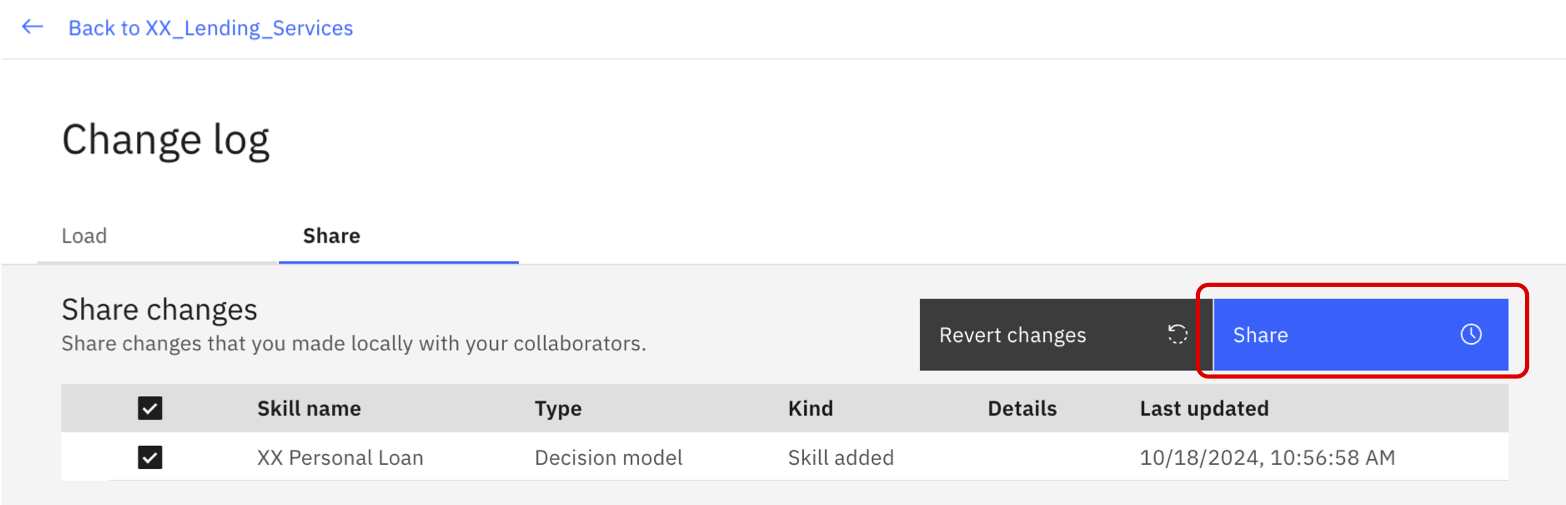 Back to XX_Lending_Services
Change log
Load Share
Share changes
Share changes that you made locally with your collaborators.
Revert changes Share
Skill name Type Kind Details Last updated
XX Personal Loan Decision model Skill added 10/18/2024, 10:56:58 AM